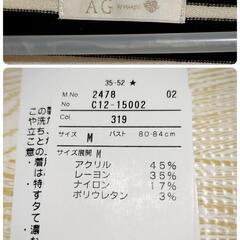 AG
35-52 ★
M No. 2478 02
No C12-15002
Col. 319
サイズ M バスト 80-84cm
サイズ展開 M
アクリル 45%
レーヨン 35%
ナイロン 17%
ポリウレタン 3%